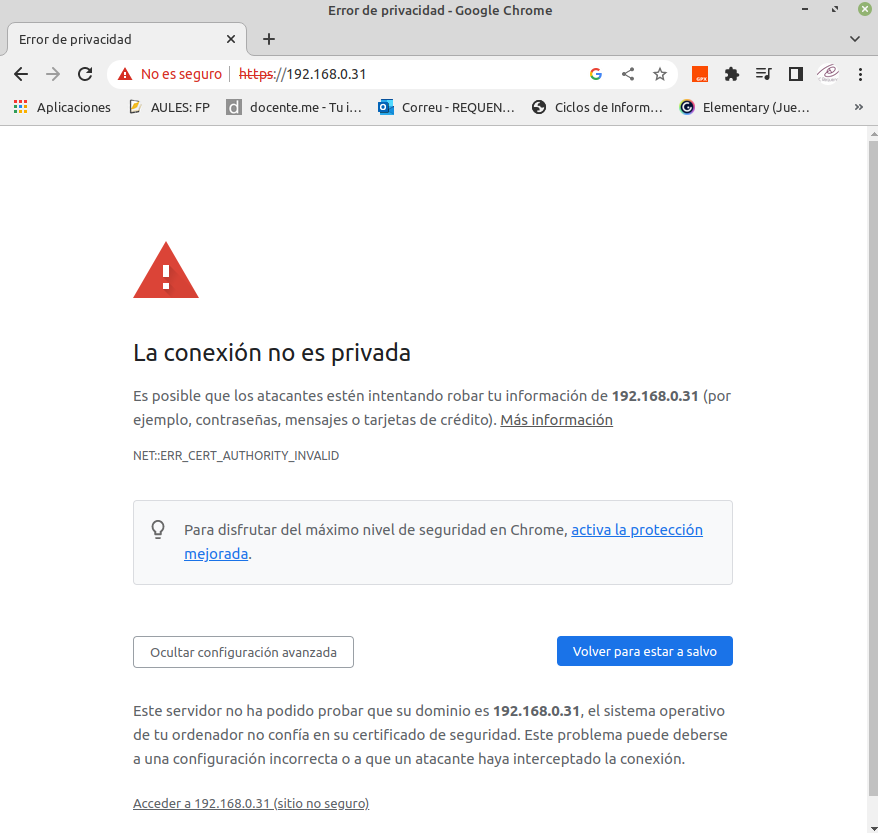 Error de privacidad - Google Chrome
Error de privacidad
No es seguro https://192.168.0.31
Aplicaciones AULES: FP docente.me - Tu i... Correu - REQUEN... Ciclos de Inform... Elementary (Jue... »
La conexión no es privada
Es posible que los atacantes estén intentando robar tu información de 192.168.0.31 (por
ejemplo, contraseñas, mensajes o tarjetas de crédito). Más información
NET::ERR_CERT_AUTHORITY_INVALID
Para disfrutar del máximo nivel de seguridad en Chrome, activa la protección
mejorada.
Ocultar configuración avanzada
Volver para estar a salvo
Este servidor no ha podido probar que su dominio es 192.168.0.31, el sistema operativo
de tu ordenador no confía en su certificado de seguridad. Este problema puede deberse
a una configuración incorrecta o a que un atacante haya interceptado la conexión.
Acceder a 192.168.0.31 (sitio no seguro)